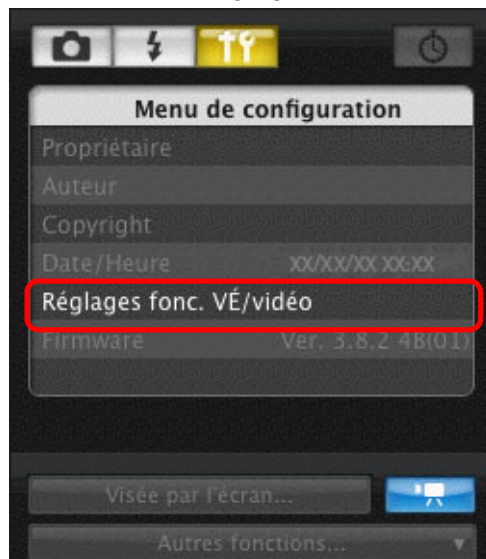 Menu de configuration
Propriétaire
Auteur
Copyright
Date/Heure XX/XX/XX XX:XX
Réglages fonc. VÉ/vidéo
Firmware Ver. 3.8.2 4B(01)
Visée par l'écran...
Autres fonctions...